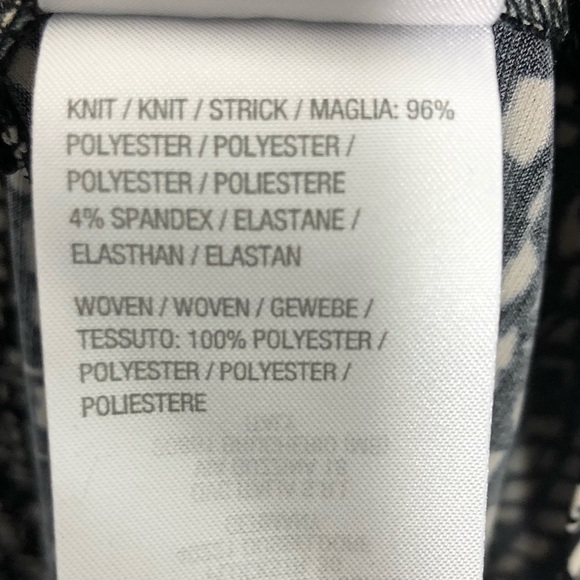 KNIT / KNIT / STRICK / MAGLIA: 96%
POLYESTER / POLYESTER /
POLYESTER / POLIESTERE
4% SPANDEX / ELASTANE /
ELASTHAN / ELASTAN
WOVEN / WOVEN / GEWEBE /
TESSUTO: 100% POLYESTER /
POLYESTER / POLYESTER /
POLIESTERE